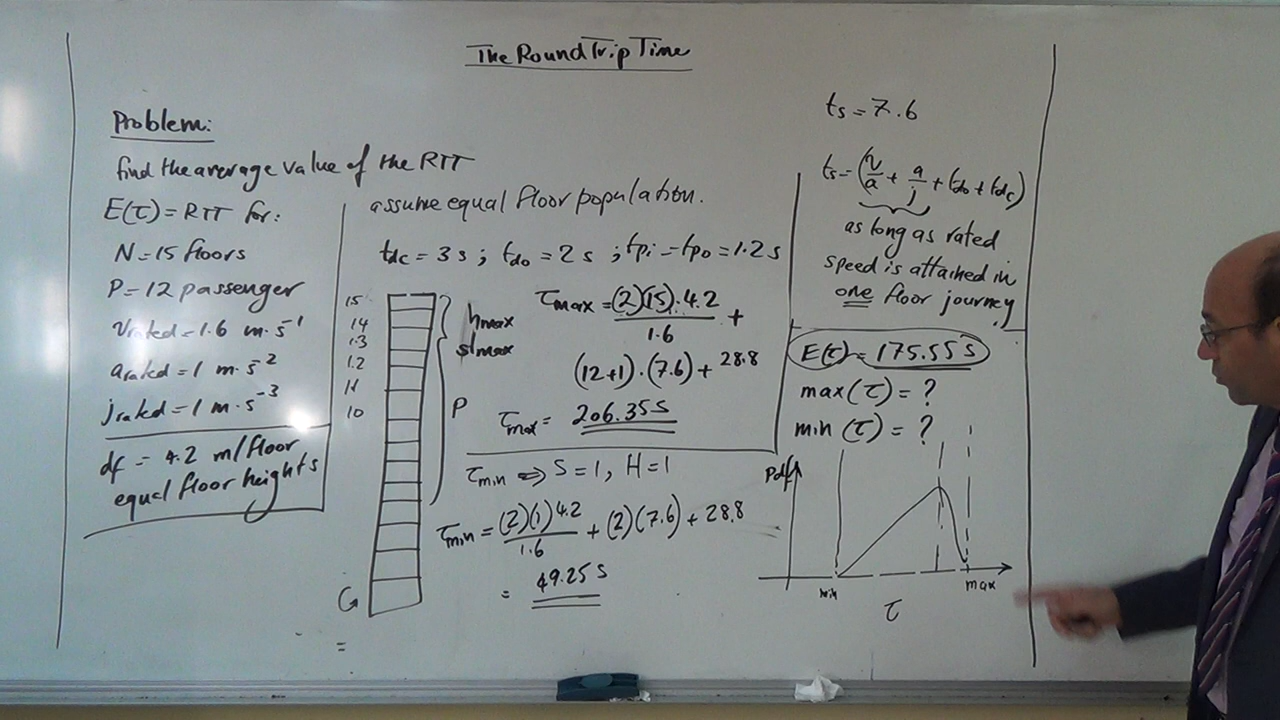 The Round Trip Time
Problem:
find the average value of the RTT
E(τ) = RTT for:
N = 15 floors
P = 12 passenger
Vrated = 1.6 m·s⁻¹
arated = 1 m·s⁻²
jrated = 1 m·s⁻³
df = 4.2 m/floor
equal floor heights
assume equal floor population.
tdc = 3 s ; tdo = 2 s ; tpi = tpo = 1.2 s
15
14
13
12
11
10
G
hmax
smax
P
τmax = (2)(15)·4.2 / 1.6 +
(12+1)·(7.6) + 28.8
τmax = 206.35 s
τmin => S = 1, H = 1
τmin = (2)(1)4.2 / 1.6 + (2)(7.6) + 28.8
= 49.25 s
=
ts = 7.6
ts = (v/a + a/j + tdo + tdc)
as long as rated
speed is attained in
one floor journey
E(τ) = 175.55 s
max(τ) = ?
min (τ) = ?
Pdf
min
max
τ